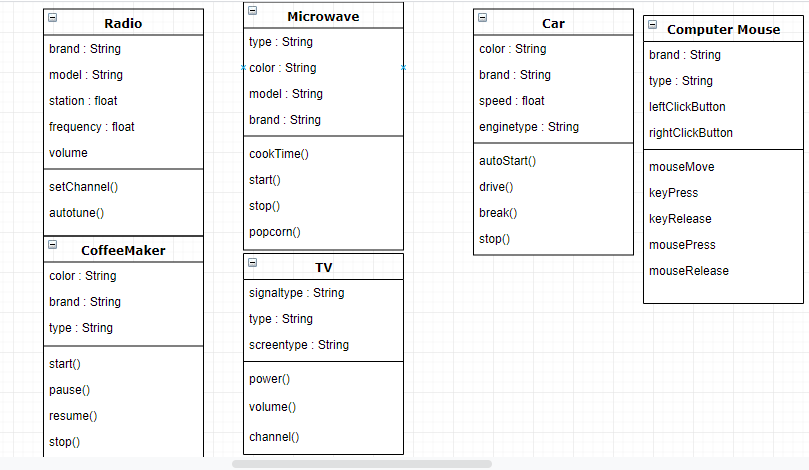 Radio
brand : String
model : String
station : float
frequency : float
volume
setChannel()
autotune()
CoffeeMaker
color : String
brand : String
type : String
start()
pause()
resume()
stop()
Microwave
type : String
color : String
model : String
brand : String
cookTime()
start()
stop()
popcorn()
TV
signaltype : String
type : String
screentype : String
power()
volume()
channel()
Car
color : String
brand : String
speed : float
enginetype : String
autoStart()
drive()
break()
stop()
Computer Mouse
brand : String
type : String
leftClickButton
rightClickButton
mouseMove
keyPress
keyRelease
mousePress
mouseRelease